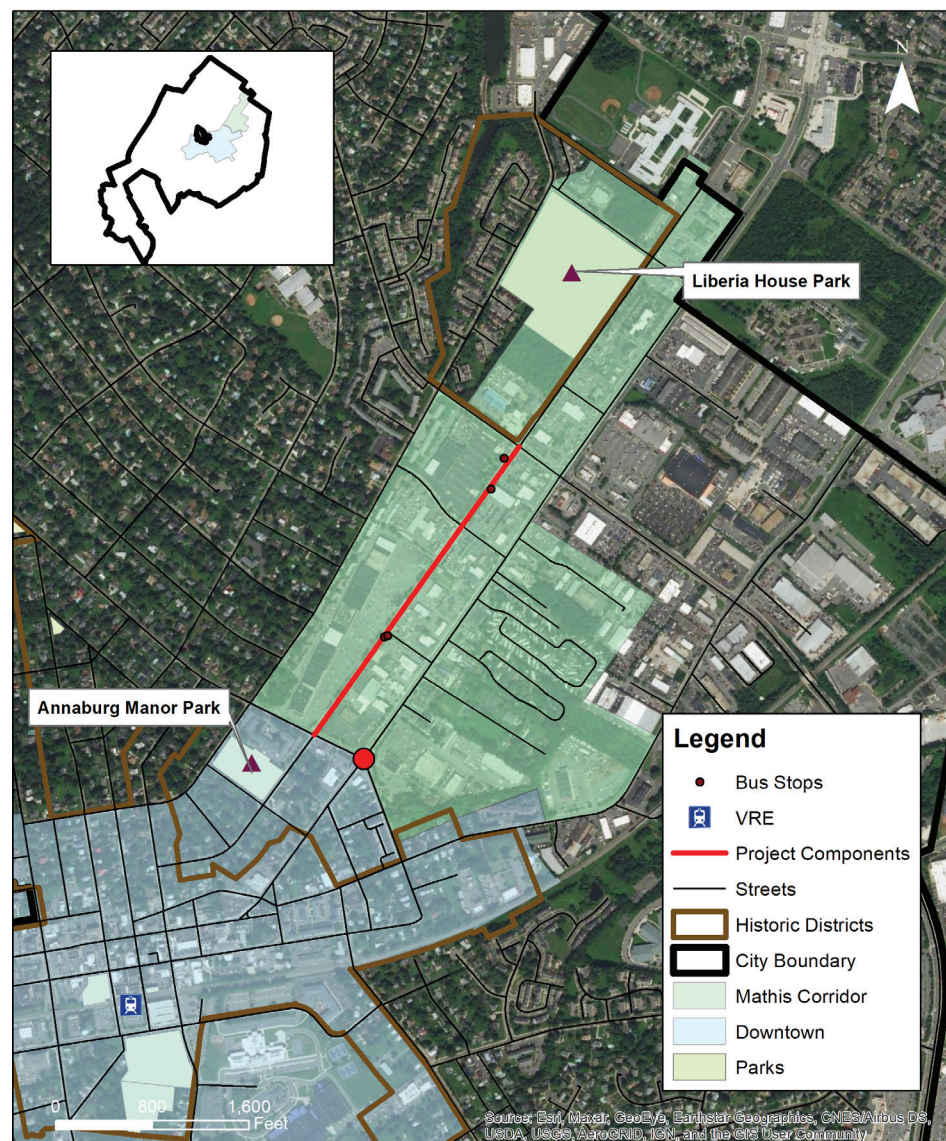 N
Liberia House Park
Annaburg Manor Park
Legend
Bus Stops
VRE
Project Components
Streets
Historic Districts
City Boundary
Mathis Corridor
Downtown
Parks
0 800 1,600
Feet
Source: Esri, Maxar, GeoEye, Earthstar Geographics, CNES/Airbus DS,
USDA, USGS, AeroGRID, IGN, and the GIS User Community